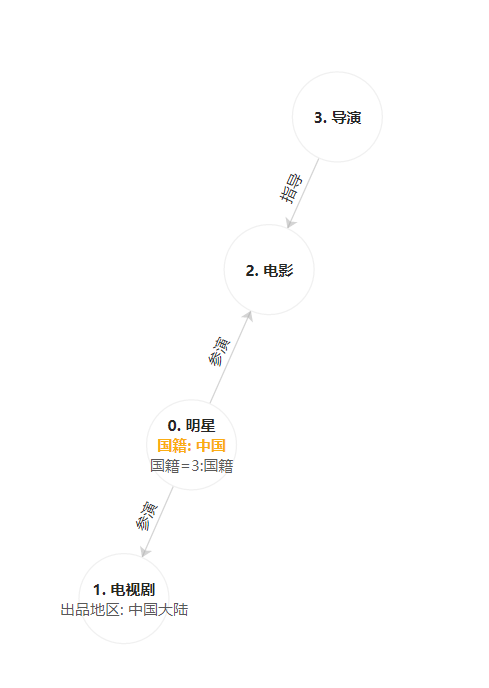 3. 导演
指导
2. 电影
参演
0. 明星
国籍: 中国
国籍=3:国籍
参演
1. 电视剧
出品地区: 中国大陆